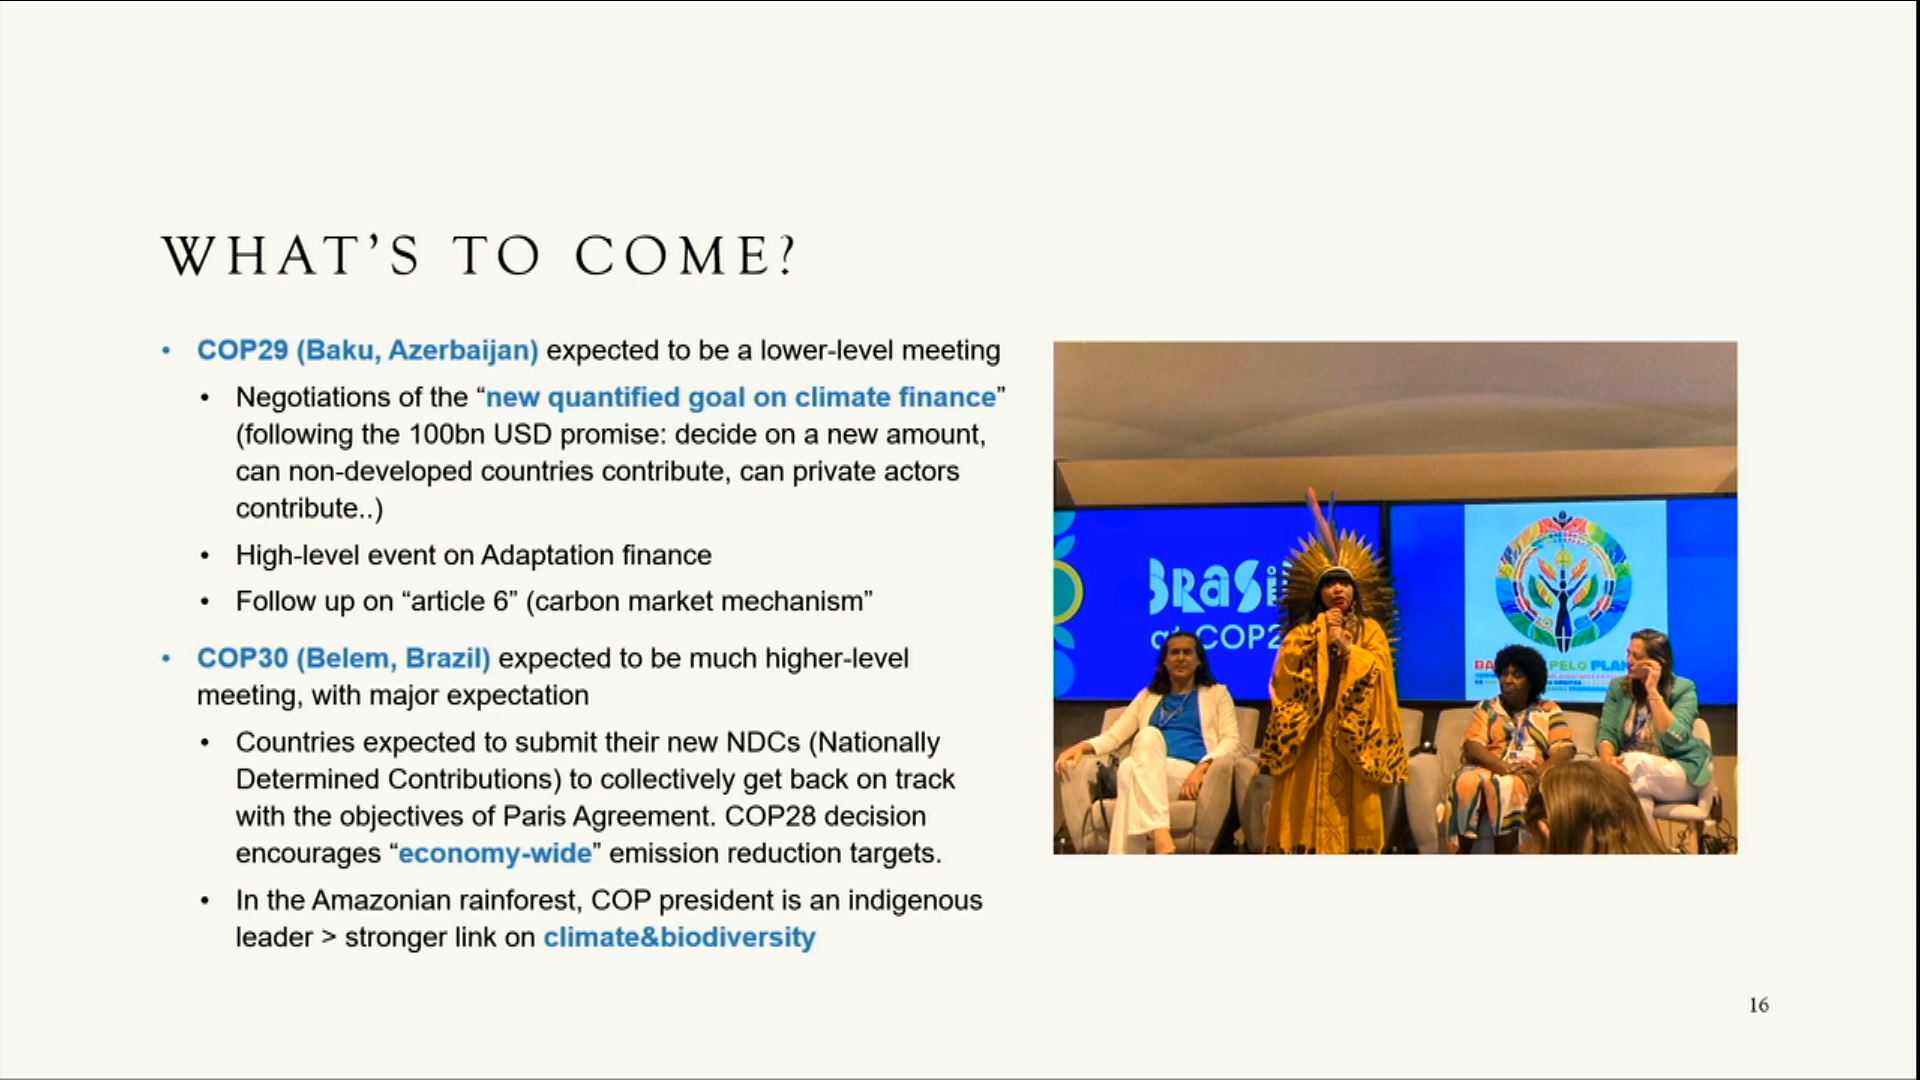 WHAT'S TO COME?
• COP29 (Baku, Azerbaijan) expected to be a lower-level meeting
• Negotiations of the “new quantified goal on climate finance”
(following the 100bn USD promise: decide on a new amount,
can non-developed countries contribute, can private actors
contribute..)
• High-level event on Adaptation finance
• Follow up on “article 6” (carbon market mechanism”
• COP30 (Belem, Brazil) expected to be much higher-level
meeting, with major expectation
• Countries expected to submit their new NDCs (Nationally
Determined Contributions) to collectively get back on track
with the objectives of Paris Agreement. COP28 decision
encourages “economy-wide” emission reduction targets.
• In the Amazonian rainforest, COP president is an indigenous
leader > stronger link on climate&biodiversity
BRASI
at COP2
PELO PLAN
16